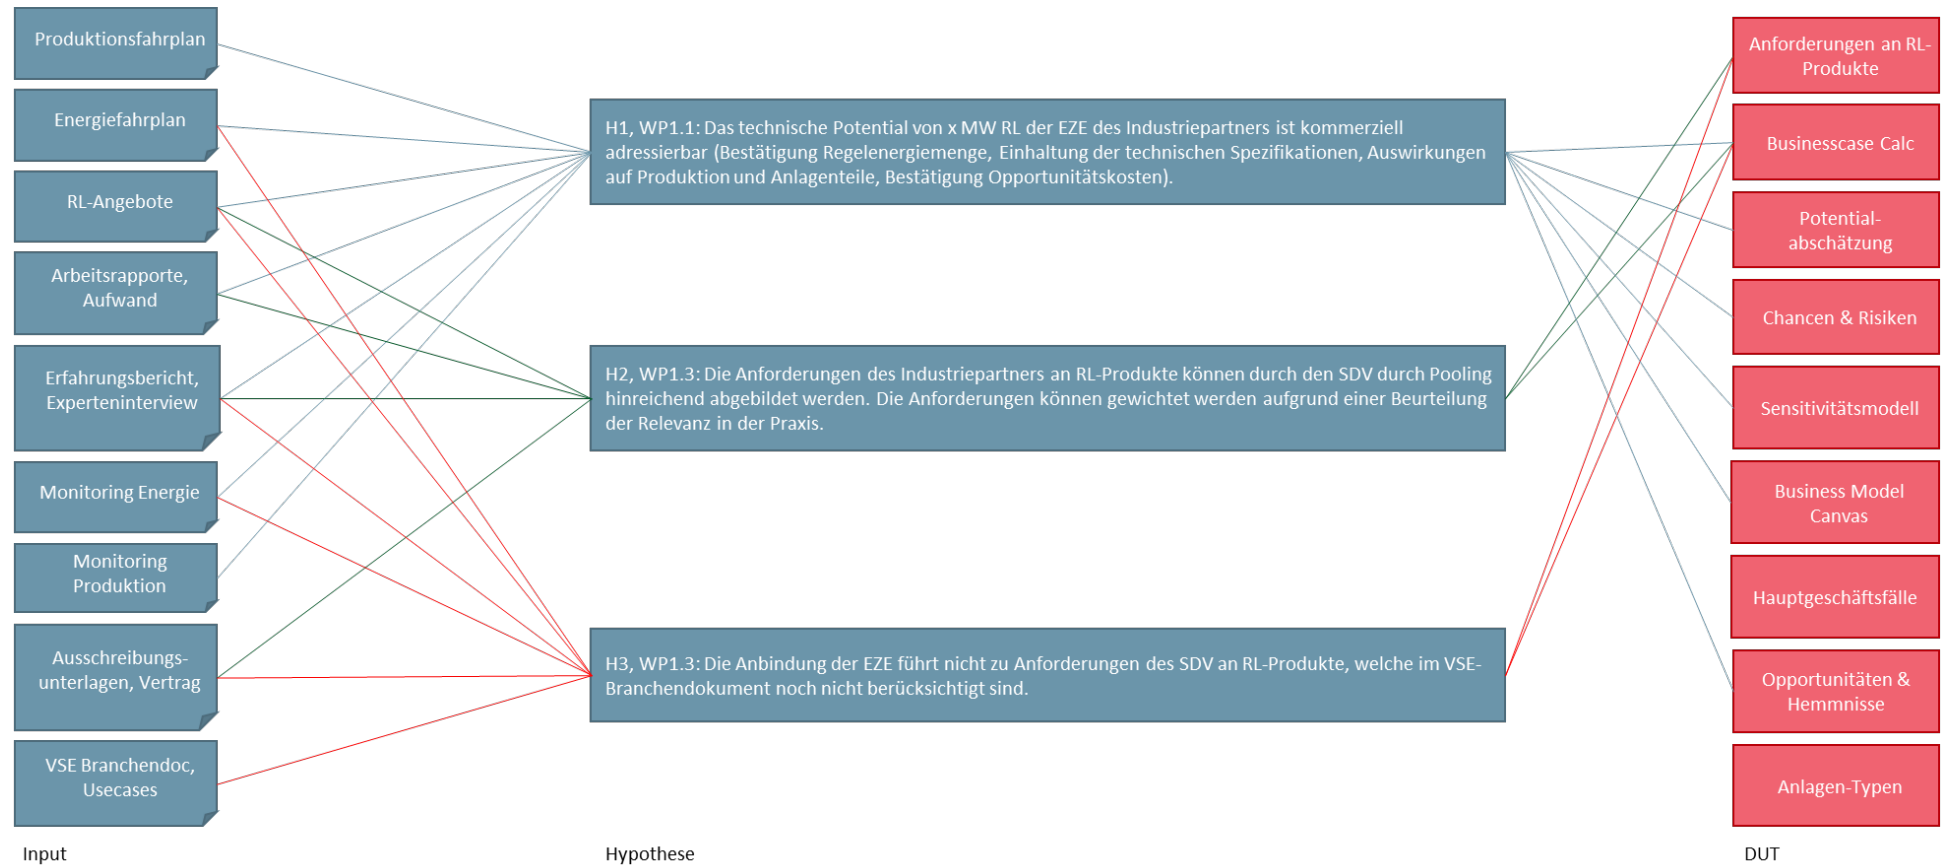 Produktionsfahrplan
Energiefahrplan
RL-Angebote
Arbeitsrapporte,
Aufwand
Erfahrungsbericht,
Experteninterview
Monitoring Energie
Monitoring
Produktion
Ausschreibungs-
unterlagen, Vertrag
VSE Branchendoc,
Usecases
Input
H1, WP1.1: Das technische Potential von x MW RL der EZE des Industriepartners ist kommerziell
adressierbar (Bestätigung Regelenergiemenge, Einhaltung der technischen Spezifikationen, Auswirkungen
auf Produktion und Anlagenteile, Bestätigung Opportunitätskosten).
H2, WP1.3: Die Anforderungen des Industriepartners an RL-Produkte können durch den SDV durch Pooling
hinreichend abgebildet werden. Die Anforderungen können gewichtet werden aufgrund einer Beurteilung
der Relevanz in der Praxis.
H3, WP1.3: Die Anbindung der EZE führt nicht zu Anforderungen des SDV an RL-Produkte, welche im VSE-
Branchendokument noch nicht berücksichtigt sind.
Hypothese
Anforderungen an RL-
Produkte
Businesscase Calc
Potential-
abschätzung
Chancen & Risiken
Sensitivitätsmodell
Business Model
Canvas
Hauptgeschäftsfälle
Opportunitäten &
Hemmnisse
Anlagen-Typen
DUT